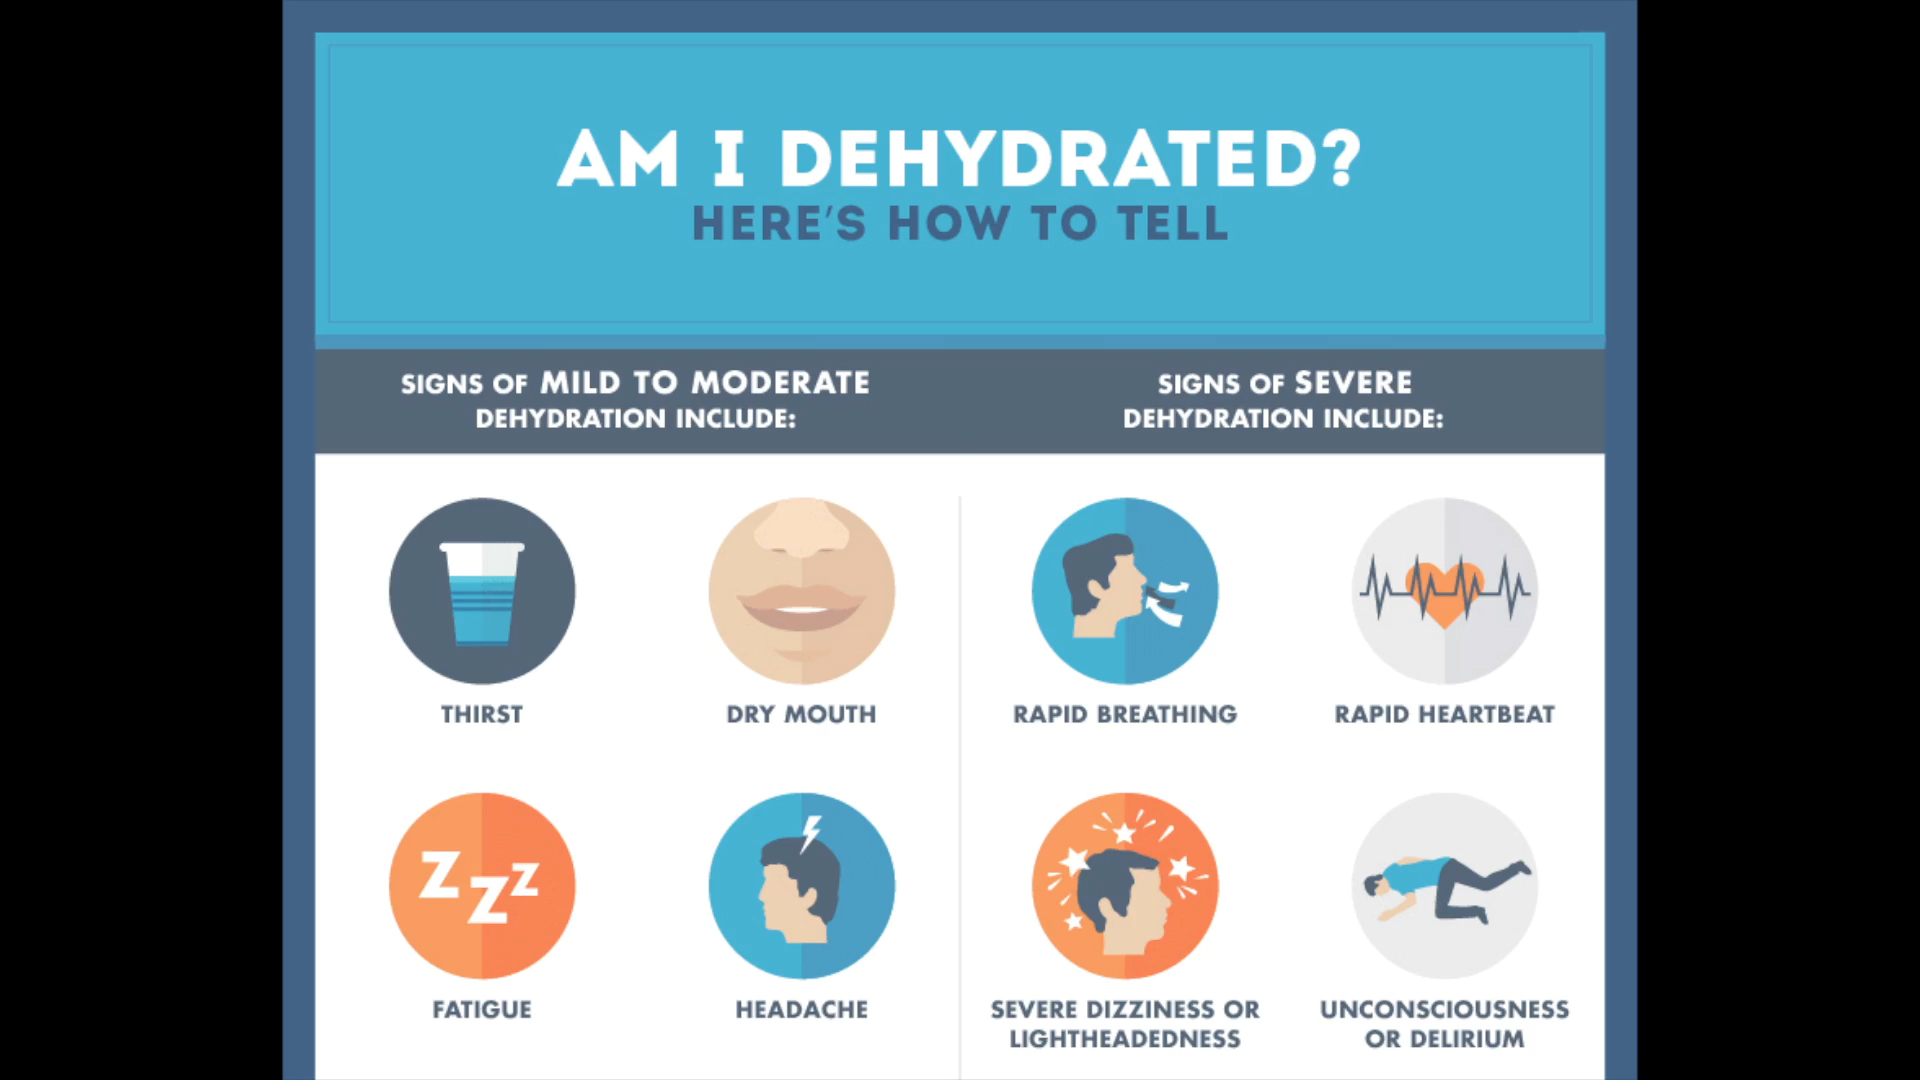 AM I DEHYDRATED?
HERE'S HOW TO TELL
SIGNS OF MILD TO MODERATE
DEHYDRATION INCLUDE:
SIGNS OF SEVERE
DEHYDRATION INCLUDE:
THIRST
DRY MOUTH
RAPID BREATHING
RAPID HEARTBEAT
Z Z Z
FATIGUE
HEADACHE
SEVERE DIZZINESS OR
LIGHTHEADEDNESS
UNCONSCIOUSNESS
OR DELIRIUM